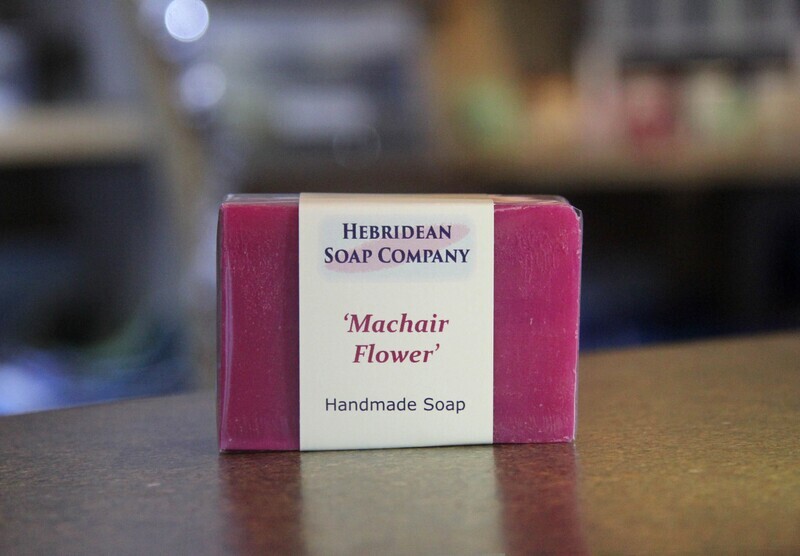 HEBRIDEAN
SOAP COMPANY
‘Machair
Flower’
Handmade Soap